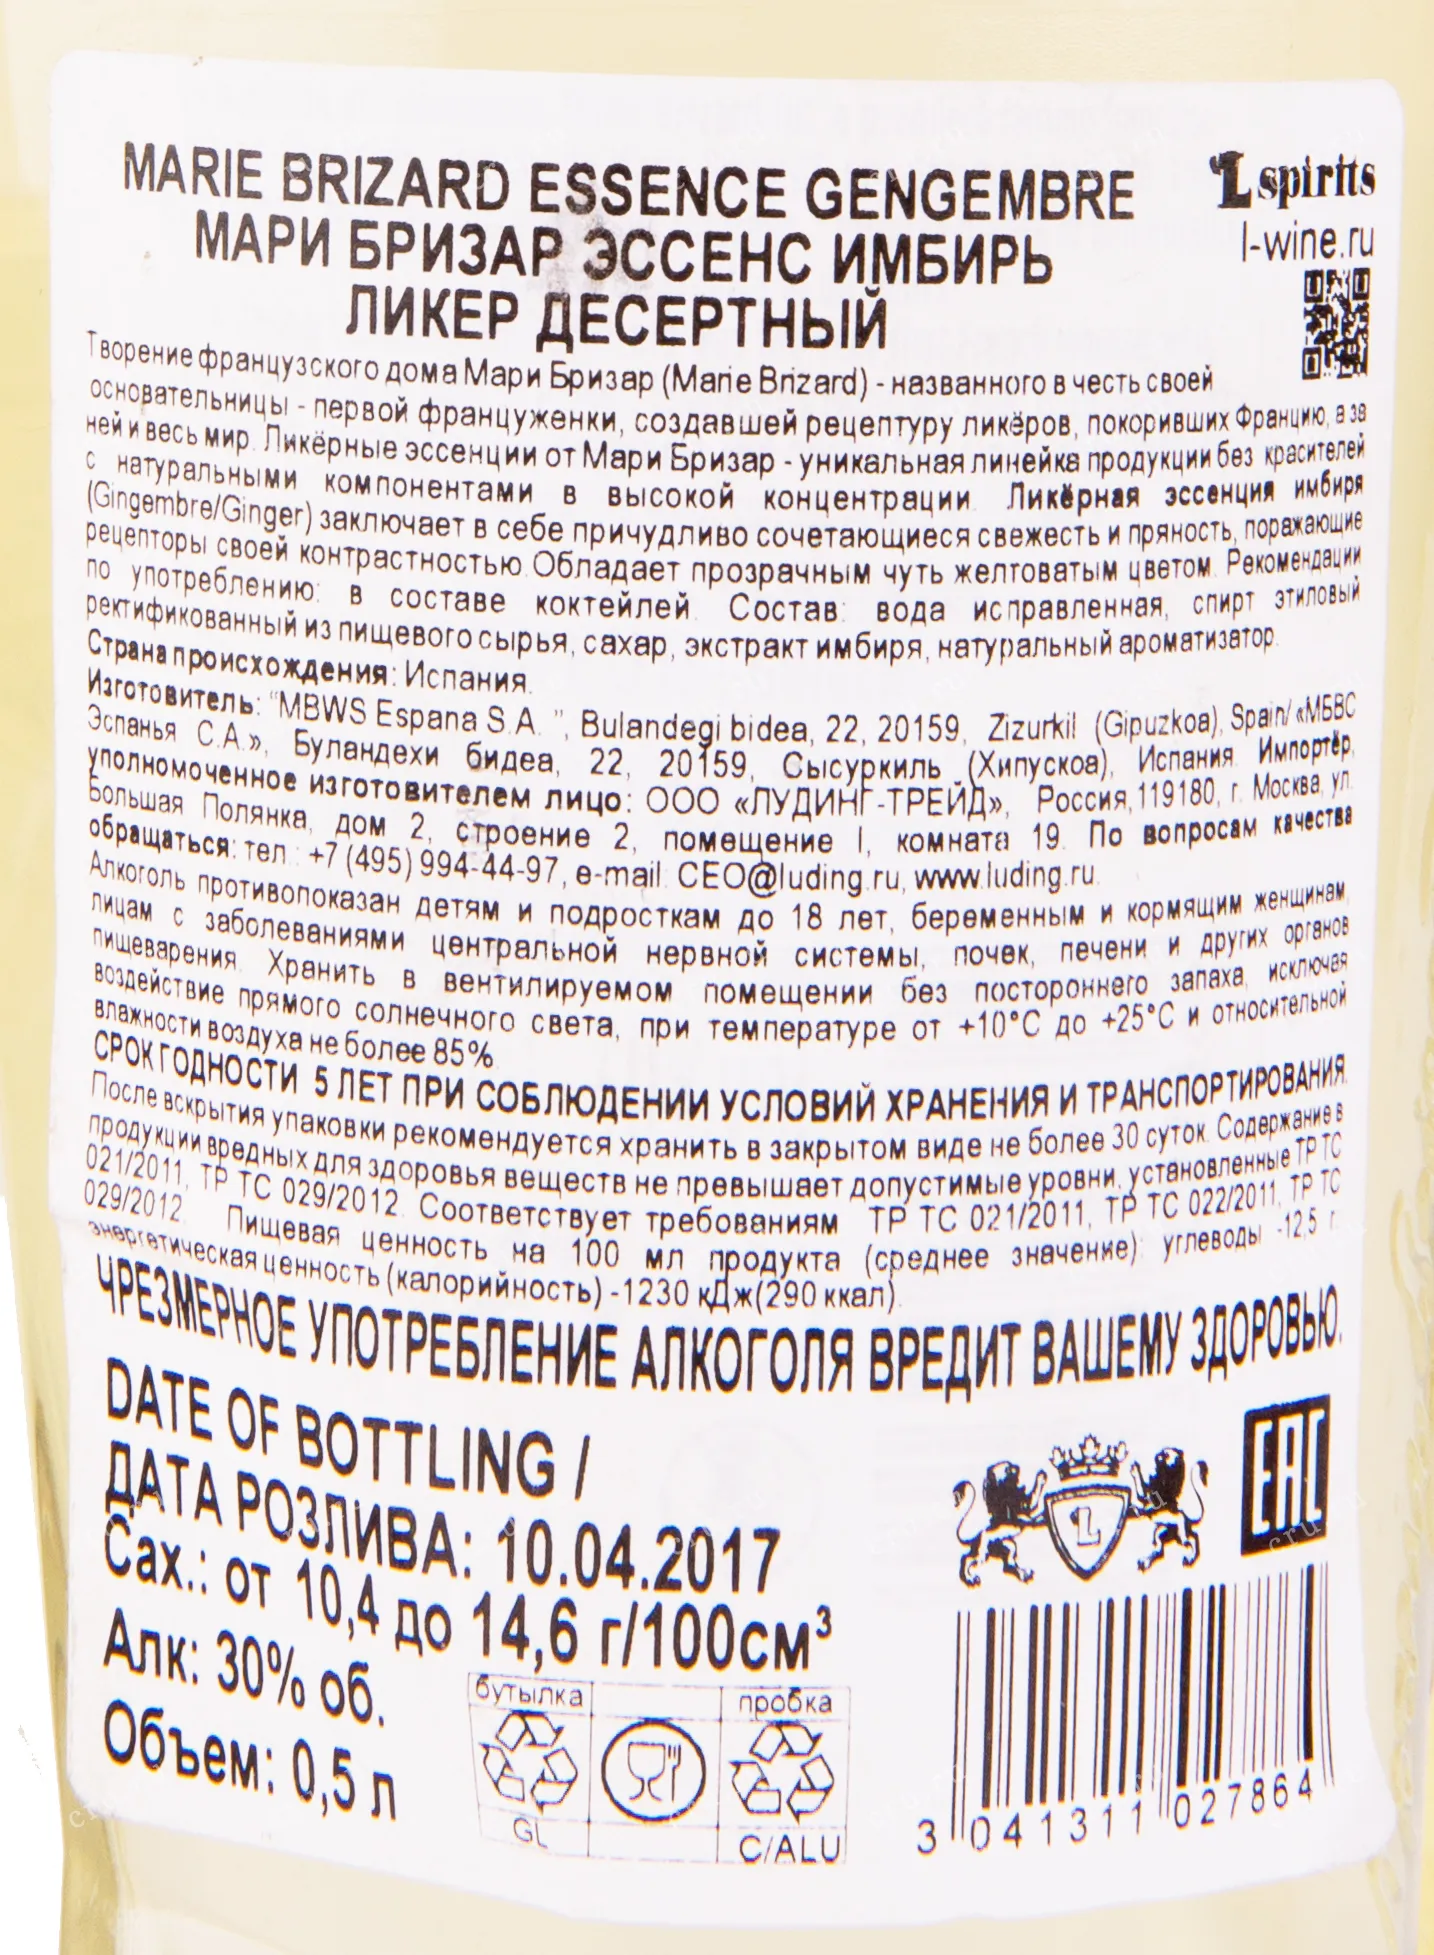 MARIE BRIZARD ESSENCE GENGEMBRE
МАРИ БРИЗАР ЭССЕНС ИМБИРЬ
ЛИКЕР ДЕСЕРТНЫЙ
L spirits
l-wine.ru
Творение французского дома Мари Бризар (Marie Brizard) - названного в честь своей
основательницы - первой француженки, создавшей рецептуру ликёров, покоривших Францию, а за
ней и весь мир. Ликёрные эссенции от Мари Бризар - уникальная линейка продукции без красителей
с натуральными компонентами в высокой концентрации. Ликёрная эссенция имбиря
(Gingembre/Ginger) заключает в себе причудливо сочетающиеся свежесть и пряность, поражающие
рецепторы своей контрастностью. Обладает прозрачным чуть желтоватым цветом. Рекомендации
по употреблению: в составе коктейлей. Состав: вода исправленная, спирт этиловый
ректификованный из пищевого сырья, сахар, экстракт имбиря, натуральный ароматизатор.
Страна происхождения: Испания.
Изготовитель: "MBWS Espana S.A. ", Bulandegi bidea, 22, 20159, Zizurkil (Gipuzkoa), Spain/ «МБВС
Эспанья С.А.», Буландехи бидеа, 22, 20159, Сысуркиль (Хипускоа), Испания. Импортёр,
уполномоченное изготовителем лицо: ООО «ЛУДИНГ-ТРЕЙД», Россия, 119180, г. Москва, ул.
Большая Полянка, дом 2, строение 2, помещение I, комната 19. По вопросам качества
обращаться: тел.: +7 (495) 994-44-97, e-mail: CEO@luding.ru, www.luding.ru.
Алкоголь противопоказан детям и подросткам до 18 лет, беременным и кормящим женщинам,
лицам с заболеваниями центральной нервной системы, почек, печени и других органов
пищеварения. Хранить в вентилируемом помещении без постороннего запаха, исключая
воздействие прямого солнечного света, при температуре от +10°С до +25°С и относительной
влажности воздуха не более 85%.
СРОК ГОДНОСТИ 5 ЛЕТ ПРИ СОБЛЮДЕНИИ УСЛОВИЙ ХРАНЕНИЯ И ТРАНСПОРТИРОВАНИЯ.
После вскрытия упаковки рекомендуется хранить в закрытом виде не более 30 суток. Содержание в
продукции вредных для здоровья веществ не превышает допустимые уровни, установленные ТР ТС
021/2011, ТР ТС 029/2012. Соответствует требованиям ТР ТС 021/2011, ТР ТС 022/2011, ТР ТС
029/2012. Пищевая ценность на 100 мл продукта (среднее значение): углеводы -12,5 г.
энергетическая ценность (калорийность) -1230 кДж(290 ккал).
ЧРЕЗМЕРНОЕ УПОТРЕБЛЕНИЕ АЛКОГОЛЯ ВРЕДИТ ВАШЕМУ ЗДОРОВЬЮ.
DATE OF BOTTLING /
ДАТА РОЗЛИВА: 10.04.2017
Сах.: от 10,4 до 14,6 г/100см³
Алк: 30% об.
Объем: 0,5 л
бутылка
пробка
GL
C/ALU
L
EAC
3 041311 027864